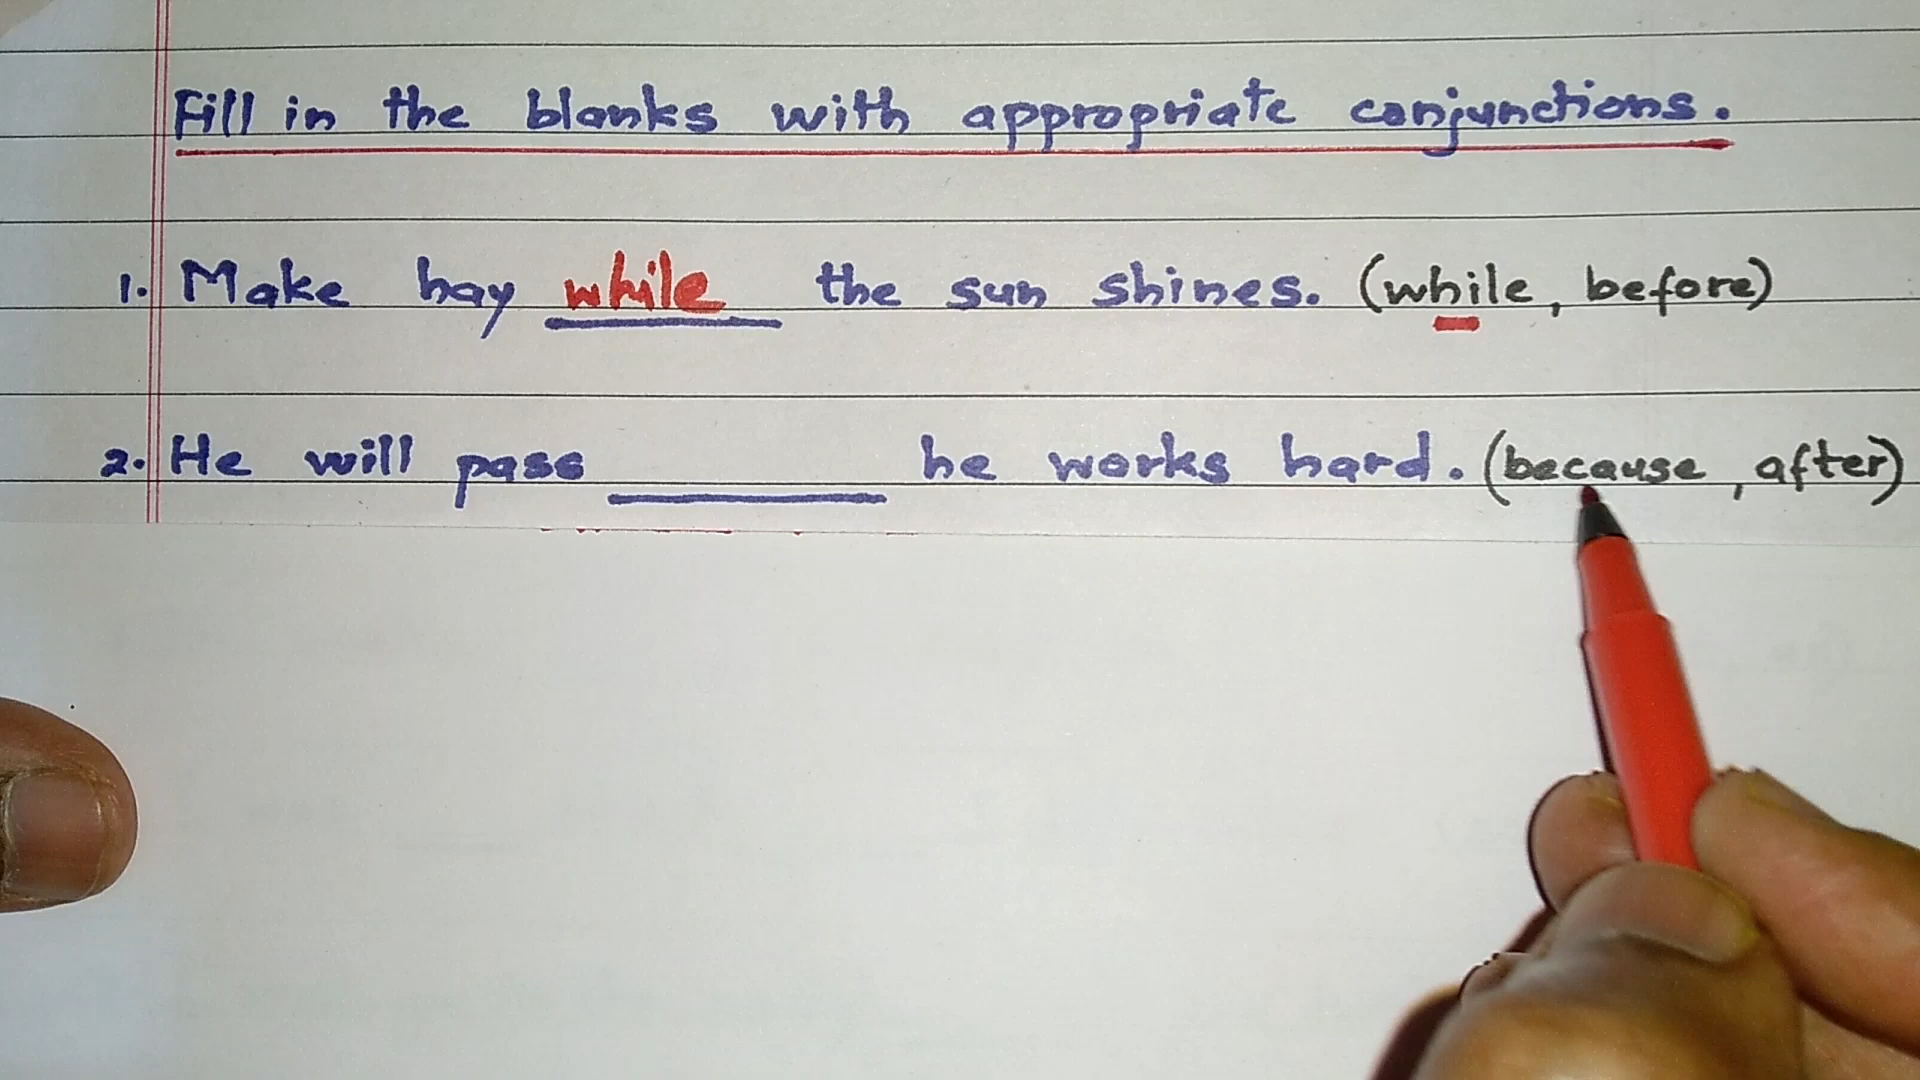 Fill in the blanks with appropriate conjunctions.
1. Make hay while the sun shines. (while, before)
2. He will pass ________ he works hard. (because, after)